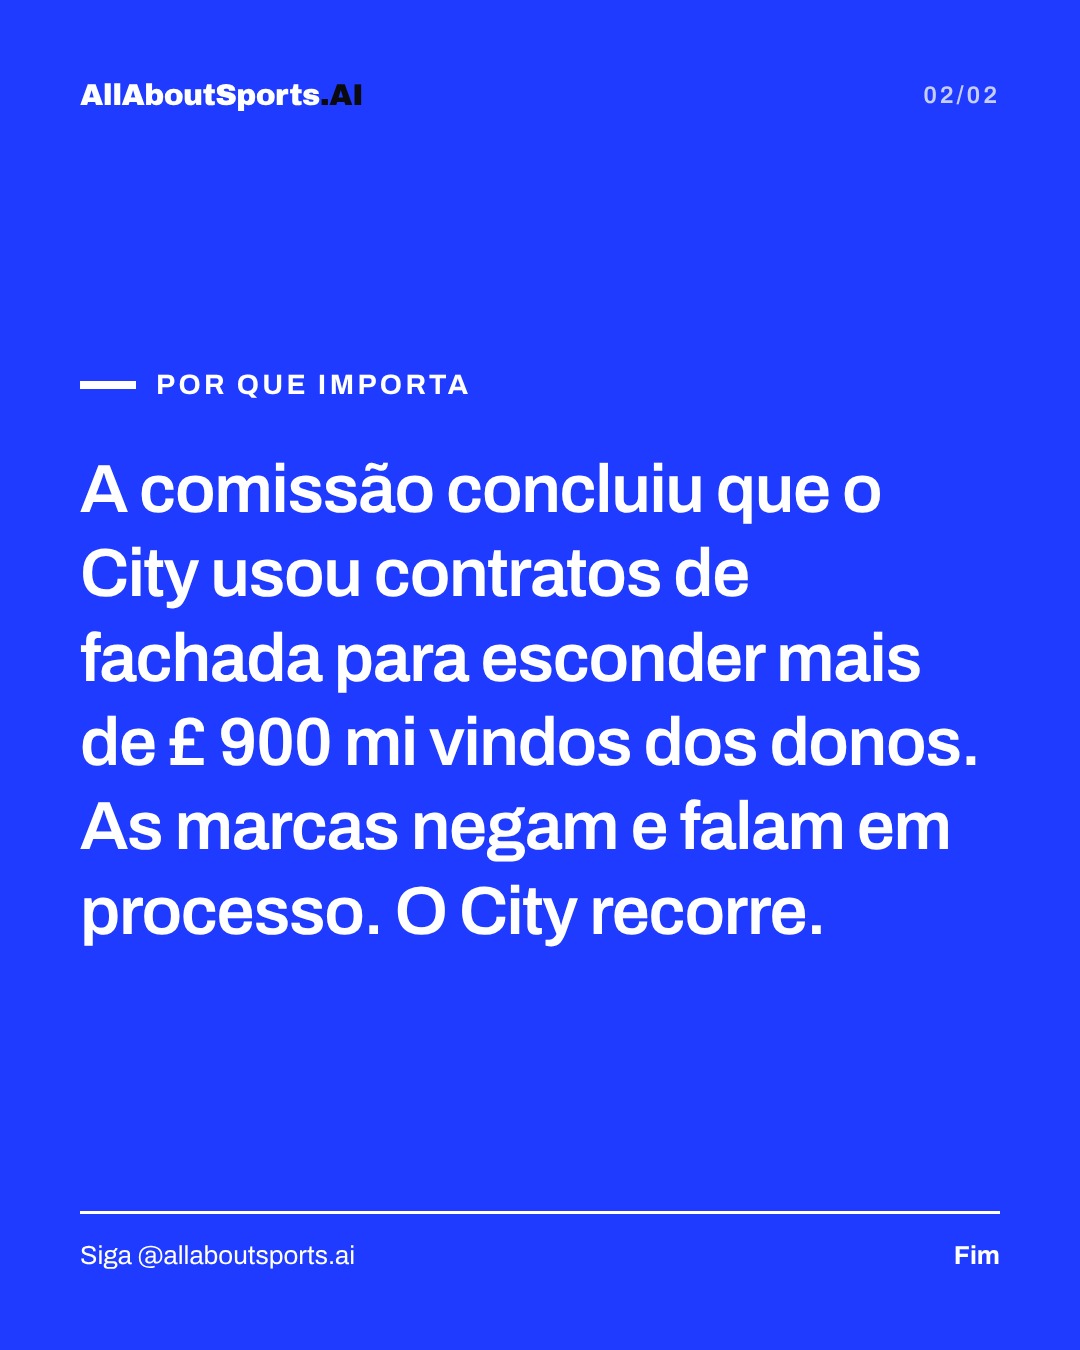 AllAboutSports.AI
02/02
POR QUE IMPORTA
A comissão concluiu que o
City usou contratos de
fachada para esconder mais
de £ 900 mi vindos dos donos.
As marcas negam e falam em
processo. O City recorre.
Siga @allaboutsports.ai
Fim